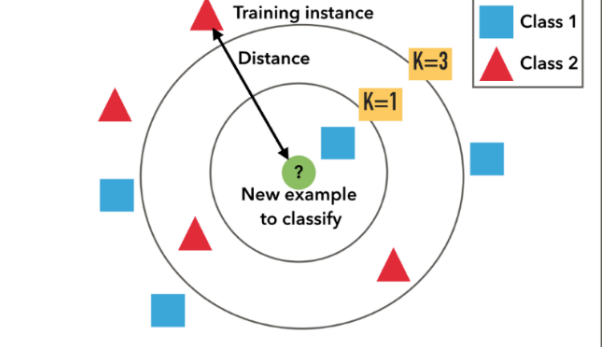 Training instance
Class 1
Distance
K=3
Class 2
K=1
?
New example
to classify